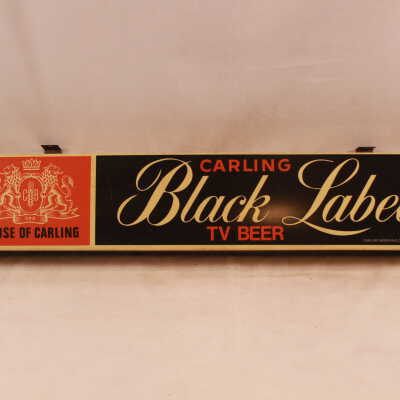 USE OF CARLING
CARLING
Black Label
TV BEER